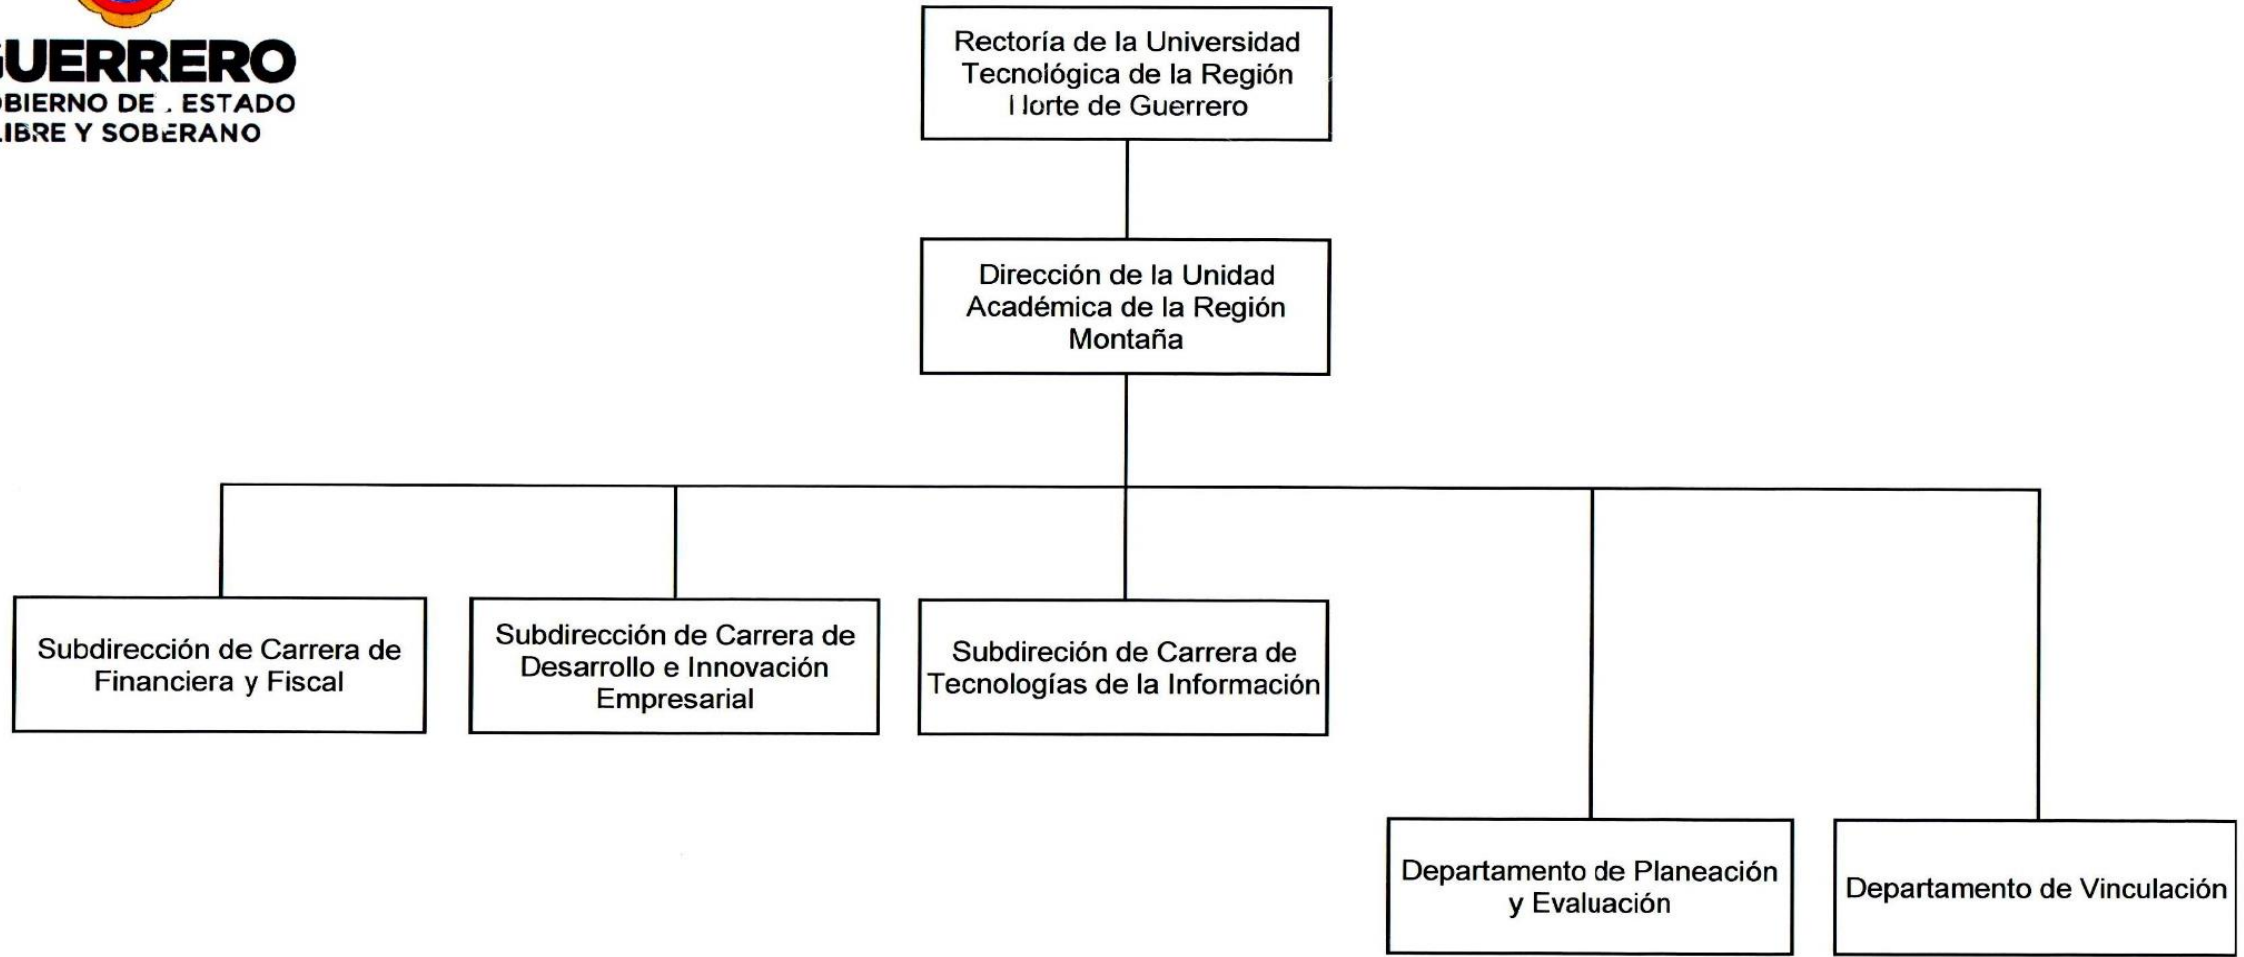 GUERRERO
OBIERNO DE . ESTADO
LIBRE Y SOBERANO
Rectoría de la Universidad
Tecnológica de la Región
Norte de Guerrero
Dirección de la Unidad
Académica de la Región
Montaña
Subdirección de Carrera de
Financiera y Fiscal
Subdirección de Carrera de
Desarrollo e Innovación
Empresarial
Subdireción de Carrera de
Tecnologías de la Información
Departamento de Planeación
y Evaluación
Departamento de Vinculación